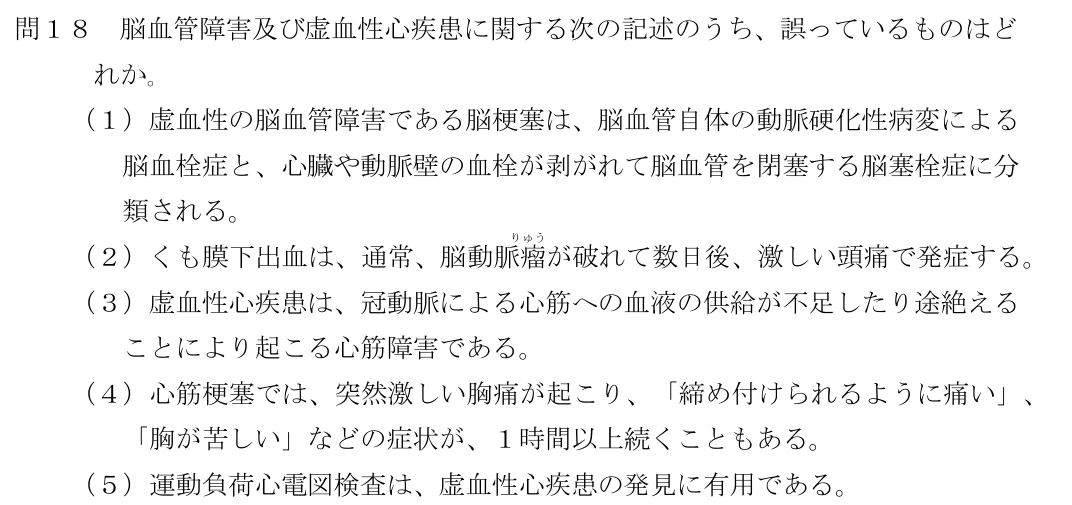 問１８　脳血管障害及び虚血性心疾患に関する次の記述のうち、誤っているものはど
れか。
（１）虚血性の脳血管障害である脳梗塞は、脳血管自体の動脈硬化性病変による
脳血栓症と、心臓や動脈壁の血栓が剥がれて脳血管を閉塞する脳塞栓症に分
類される。
りゅう
（２）くも膜下出血は、通常、脳動脈瘤が破れて数日後、激しい頭痛で発症する。
（３）虚血性心疾患は、冠動脈による心筋への血液の供給が不足したり途絶える
ことにより起こる心筋障害である。
（４）心筋梗塞では、突然激しい胸痛が起こり、「締め付けられるように痛い」、
「胸が苦しい」などの症状が、１時間以上続くこともある。
（５）運動負荷心電図検査は、虚血性心疾患の発見に有用である。